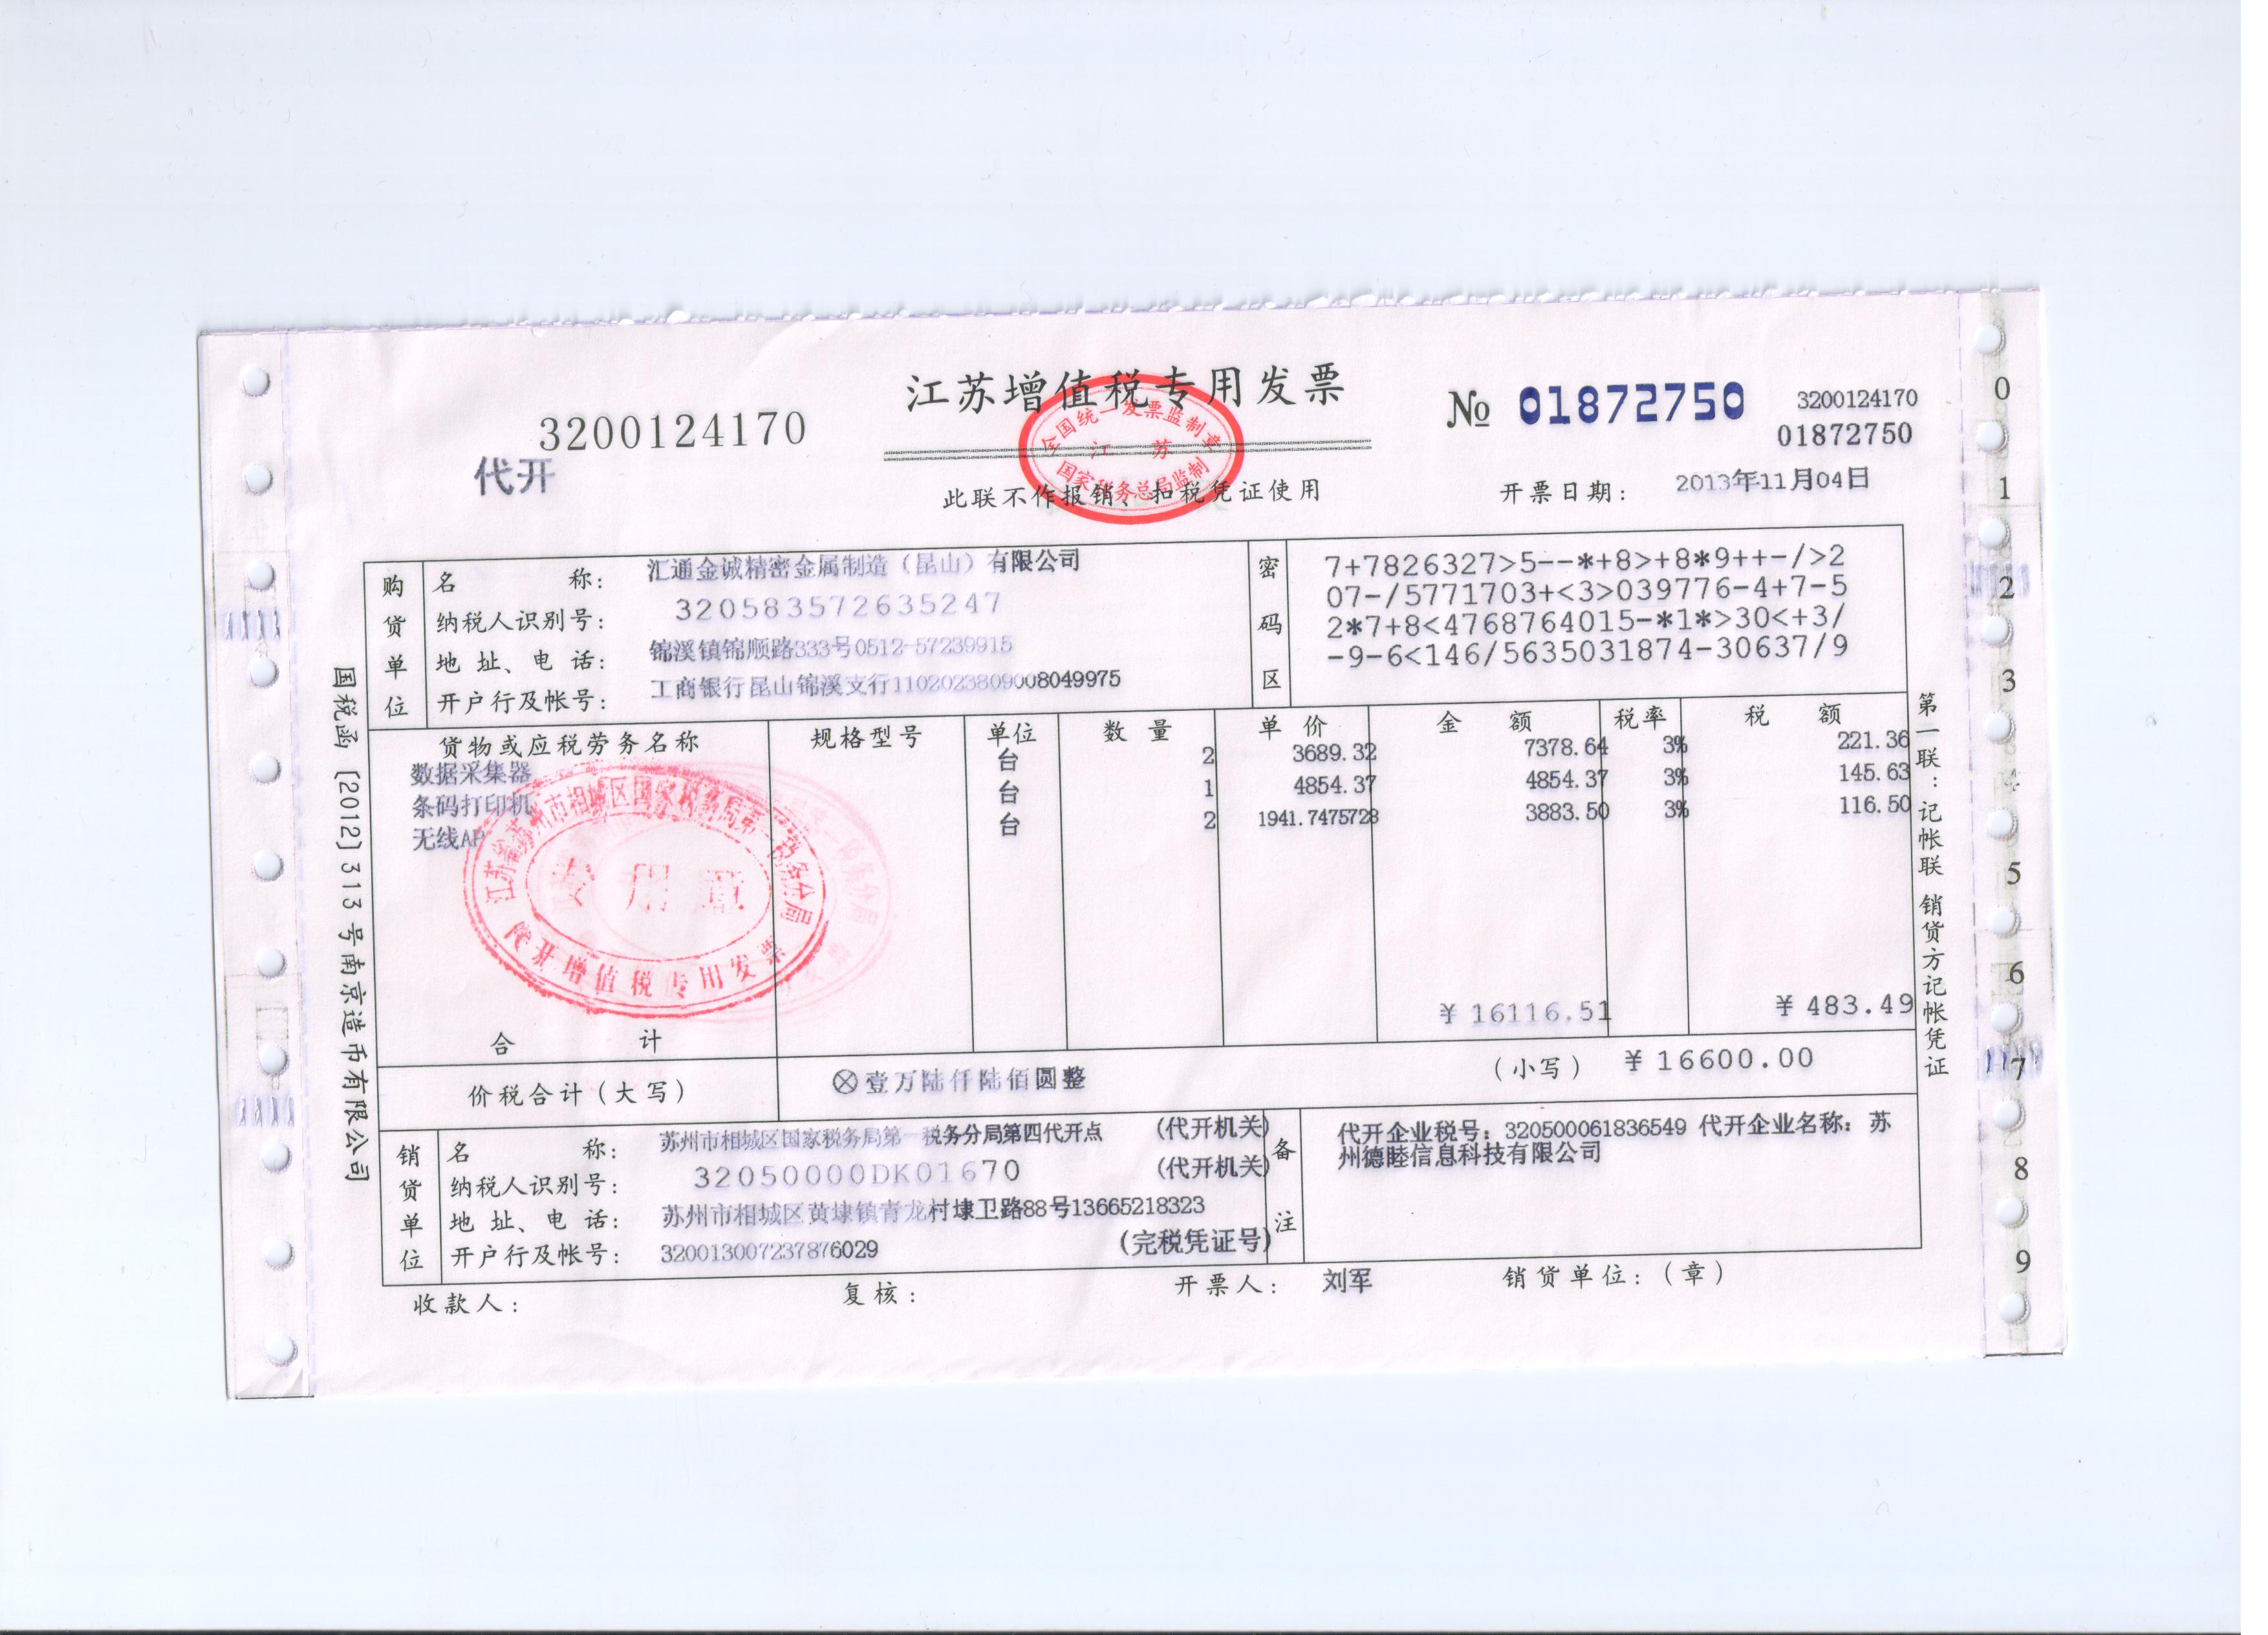 江苏增值税专用发票
3200124170
№ 01872750
3200124170
01872750
代开
全国统一发票监制章
江 苏
国家税务总局监制
此联不作报销、扣税凭证使用
开票日期: 2013年11月04日
购货单位
名 称: 汇通金诚精密金属制造（昆山）有限公司
纳税人识别号: 320583572635247
地 址、电 话: 锦溪镇锦顺路333号0512-57239915
开户行及帐号: 工商银行昆山锦溪支行1102023809008049975
密码区
7+7826327>5--*+8>+8*9++-/>2
07-/5771703+<3>039776-4+7-5
2*7+8<4768764015-*1*>30<+3/
-9-6<146/5635031874-30637/9
货物或应税劳务名称 规格型号 单位 数 量 单 价 金 额 税率 税 额
数据采集器 台 2 3689.32 7378.64 3% 221.36
条码打印机 台 1 4854.37 4854.37 3% 145.63
无线AP 台 2 1941.7475728 3883.50 3% 116.50
江苏省苏州市相城区国家税务局第一税务分局
专用章
代开增值税专用发票
合 计 ¥ 16116.51 ¥ 483.49
价税合计（大写） ⊗壹万陆仟陆佰圆整 （小写） ¥ 16600.00
销货单位
名 称: 苏州市相城区国家税务局第一税务分局第四代开点 (代开机关)
纳税人识别号: 32050000DK01670 (代开机关)
地 址、电 话: 苏州市相城区黄埭镇青龙村埭卫路88号13665218323
开户行及帐号: 320013007237876029 (完税凭证号)
备注
代开企业税号: 320500061836549 代开企业名称: 苏
州德睦信息科技有限公司
收款人: 复核: 开票人: 刘军 销货单位:（章）
国税函〔2012〕313号南京造币有限公司
第一联:记帐联 销货方记帐凭证
0
1
2
3
4
5
6
7
8
9